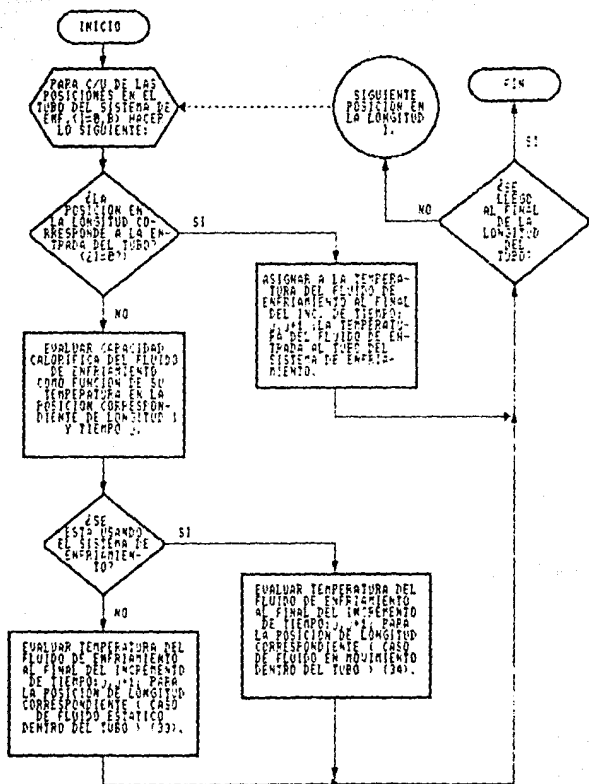 INICIO
PARA C/U DE LAS
POSICIONES EN EL
TUBO DEL SISTEMA DE
ENF.(I=0,B) HACER
LO SIGUIENTE:
¿LA
POSICION EN
LA LONGITUD CO-
RRESPONDE A LA EN-
TRADA DEL TUBO?
(¿I=0?)
SI
NO
ASIGNAR A LA TEMPERA-
TURA DEL FLUIDO DE
ENFRIAMIENTO AL FINAL
DEL INC. DE TIEMPO:
j,j+1 ;LA TEMPERATU-
RA DEL FLUIDO DE EN-
TRADA AL TUBO DEL
SISTEMA DE ENFRIA-
MIENTO.
EVALUAR CAPACIDAD
CALORIFICA DEL FLUIDO
DE ENFRIAMIENTO
COMO FUNCION DE SU
TEMPERATURA EN LA
POSICION CORRESPON-
DIENTE DE LONGITUD I
Y TIEMPO j.
¿SE
ESTA USANDO
EL SISTEMA DE
ENFRIAMIEN-
TO?
SI
NO
EVALUAR TEMPERATURA DEL
FLUIDO DE ENFRIAMIENTO
AL FINAL DEL INCREMENTO
DE TIEMPO:j,j+1; PARA
LA POSICION DE LONGITUD
CORRESPONDIENTE ( CASO
DE FLUIDO ESTATICO
DENTRO DEL TUBO ) (33).
EVALUAR TEMPERATURA DEL
FLUIDO DE ENFRIAMIENTO
AL FINAL DEL INCREMENTO
DE TIEMPO:j,j+1; PARA
LA POSICION DE LONGITUD
CORRESPONDIENTE ( CASO
DE FLUIDO EN MOVIMIENTO
DENTRO DEL TUBO ) (34).
¿SE
LLEGO
AL FINAL
DE LA
LONGITUD
DEL
TUBO?
NO
SI
SIGUIENTE
POSICION EN
LA LONGITUD
I.
FIN